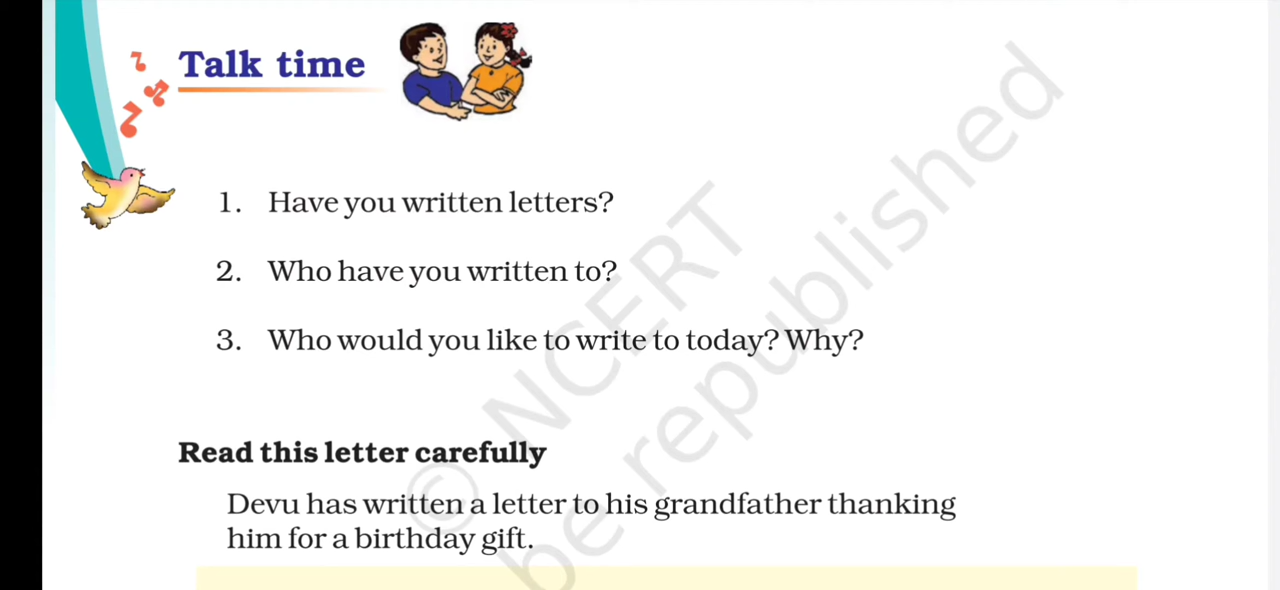 Talk time
1. Have you written letters?
2. Who have you written to?
3. Who would you like to write to today? Why?
Read this letter carefully
Devu has written a letter to his grandfather thanking
him for a birthday gift.
© NCERT
be republished